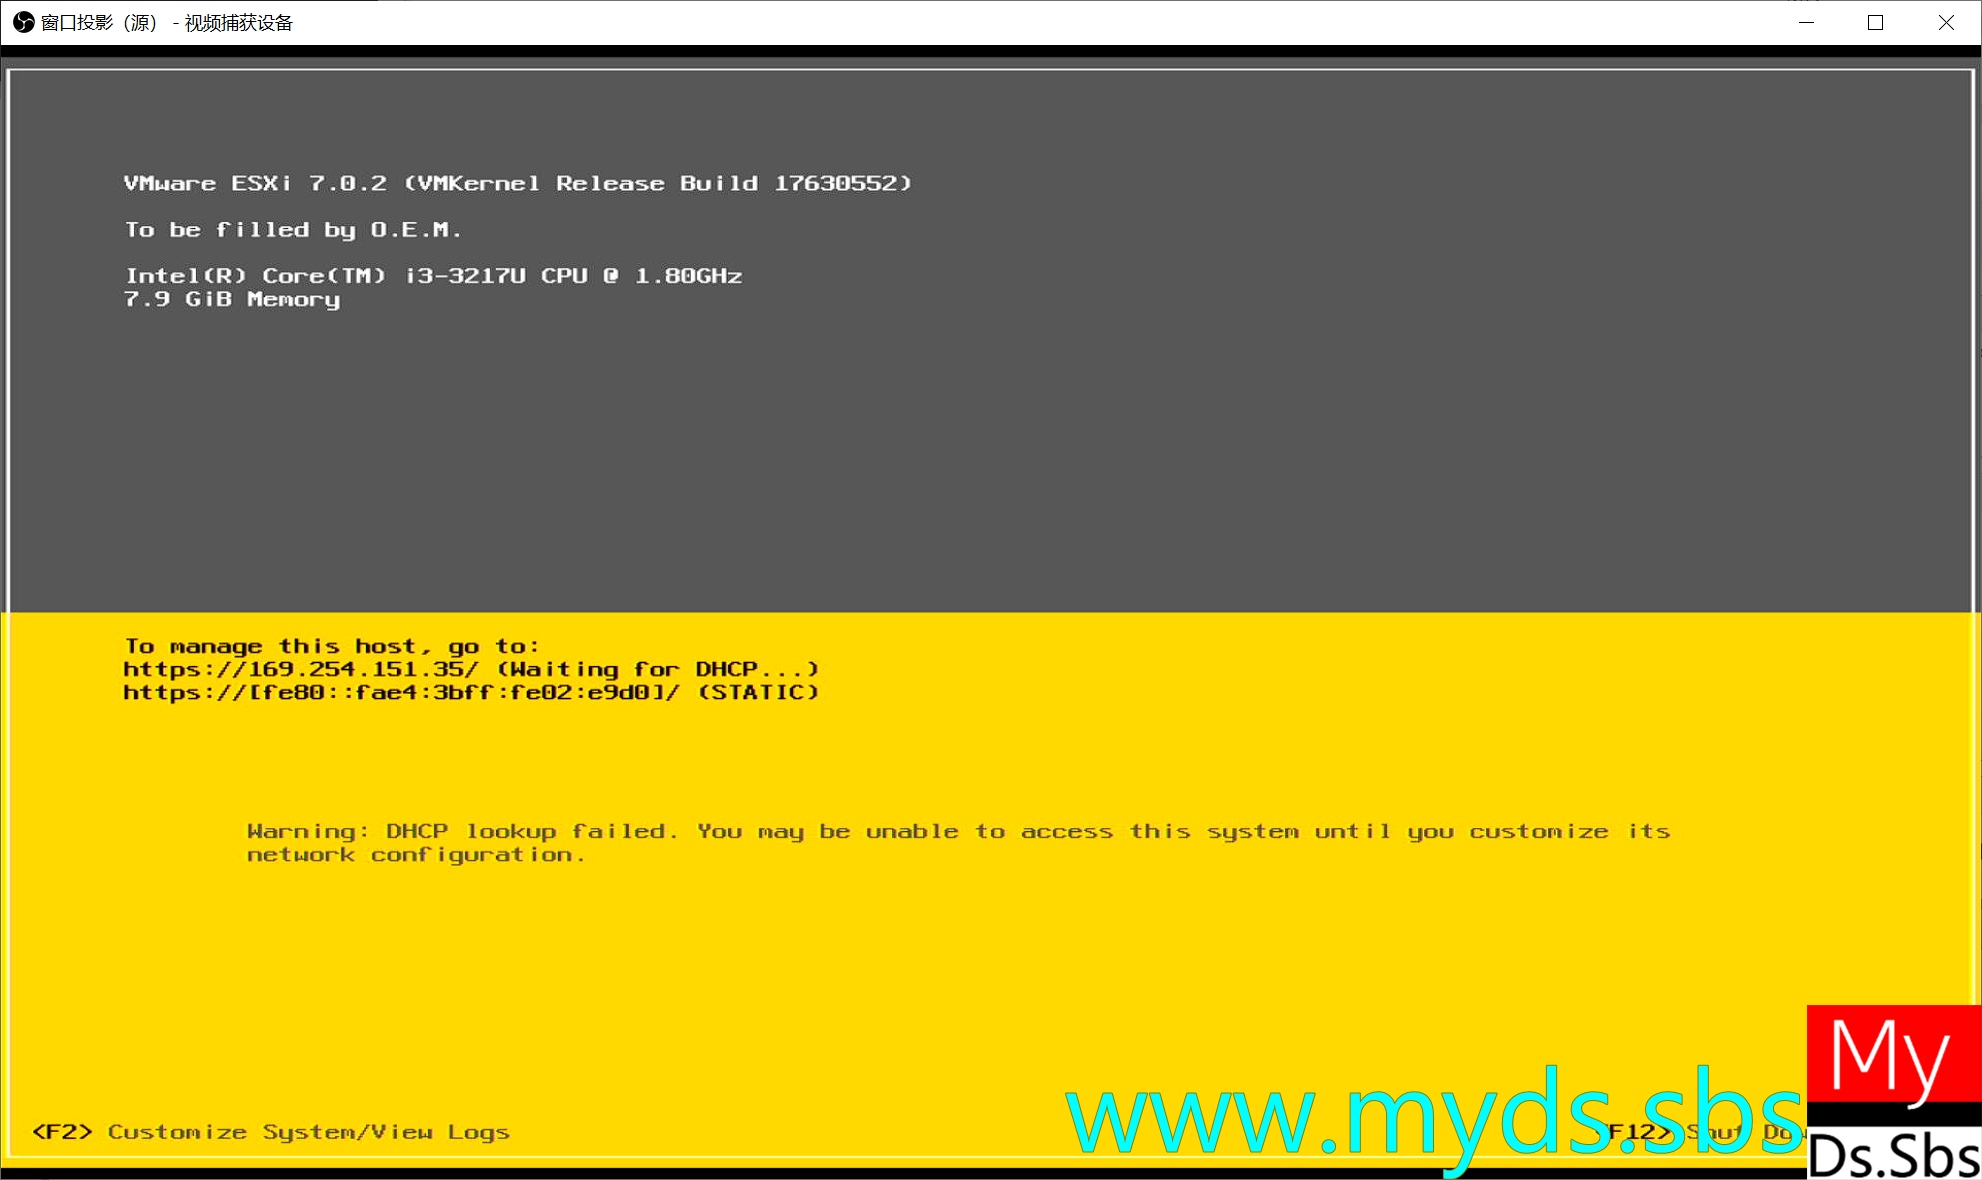 窗口投影（源） - 视频捕获设备
VMware ESXi 7.0.2 (VMKernel Release Build 17630552)
To be filled by O.E.M.
Intel(R) Core(TM) i3-3217U CPU @ 1.80GHz
7.9 GiB Memory
To manage this host, go to:
https://169.254.151.35/ (Waiting for DHCP...)
https://[fe80::fae4:3bff:fe02:e9d0]/ (STATIC)
Warning: DHCP lookup failed. You may be unable to access this system until you customize its
network configuration.
<F2> Customize System/View Logs
<F12> Shut
www.myds.sbs
My
Ds.Sbs